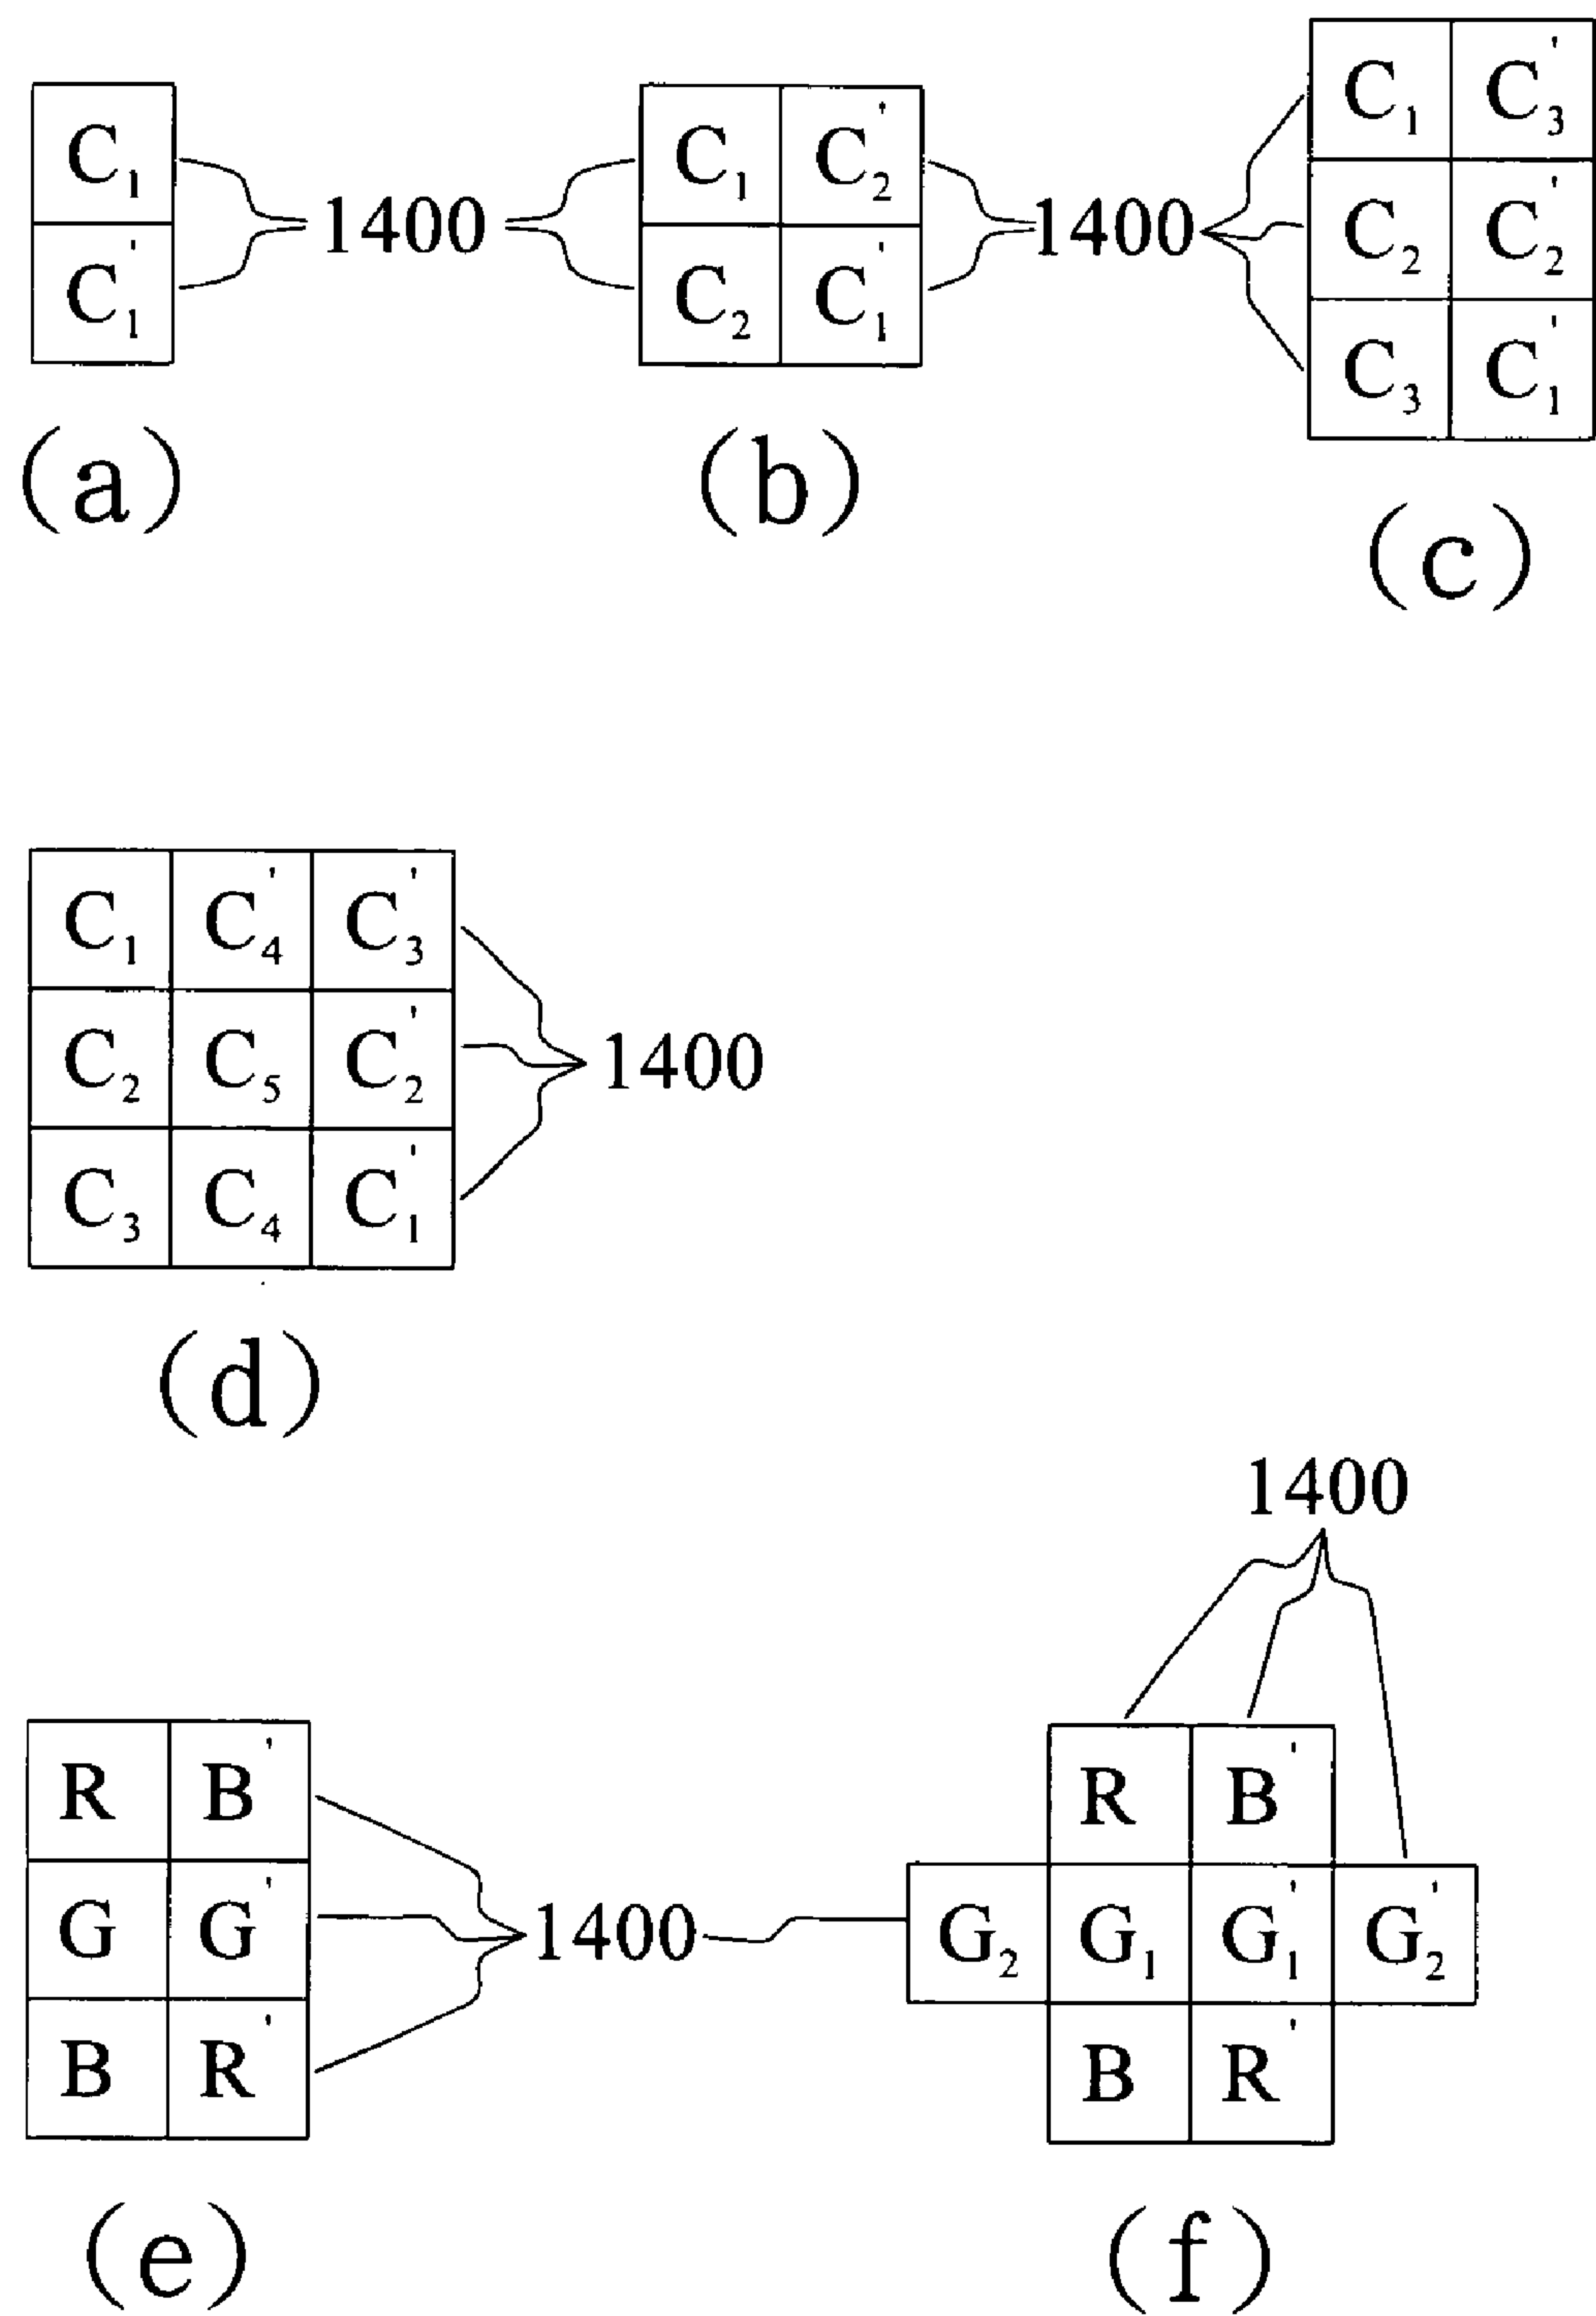 C₁
C₁'
(a)
1400
C₁ C₂'
C₂ C₁'
(b)
1400
C₁ C₃'
C₂ C₂'
C₃ C₁'
(c)
C₁ C₄' C₃'
C₂ C₅ C₂'
C₃ C₄ C₁'
1400
(d)
R B'
G G'
B R'
(e)
1400
1400
R B'
G₂ G₁ G₁' G₂'
B R'
(f)